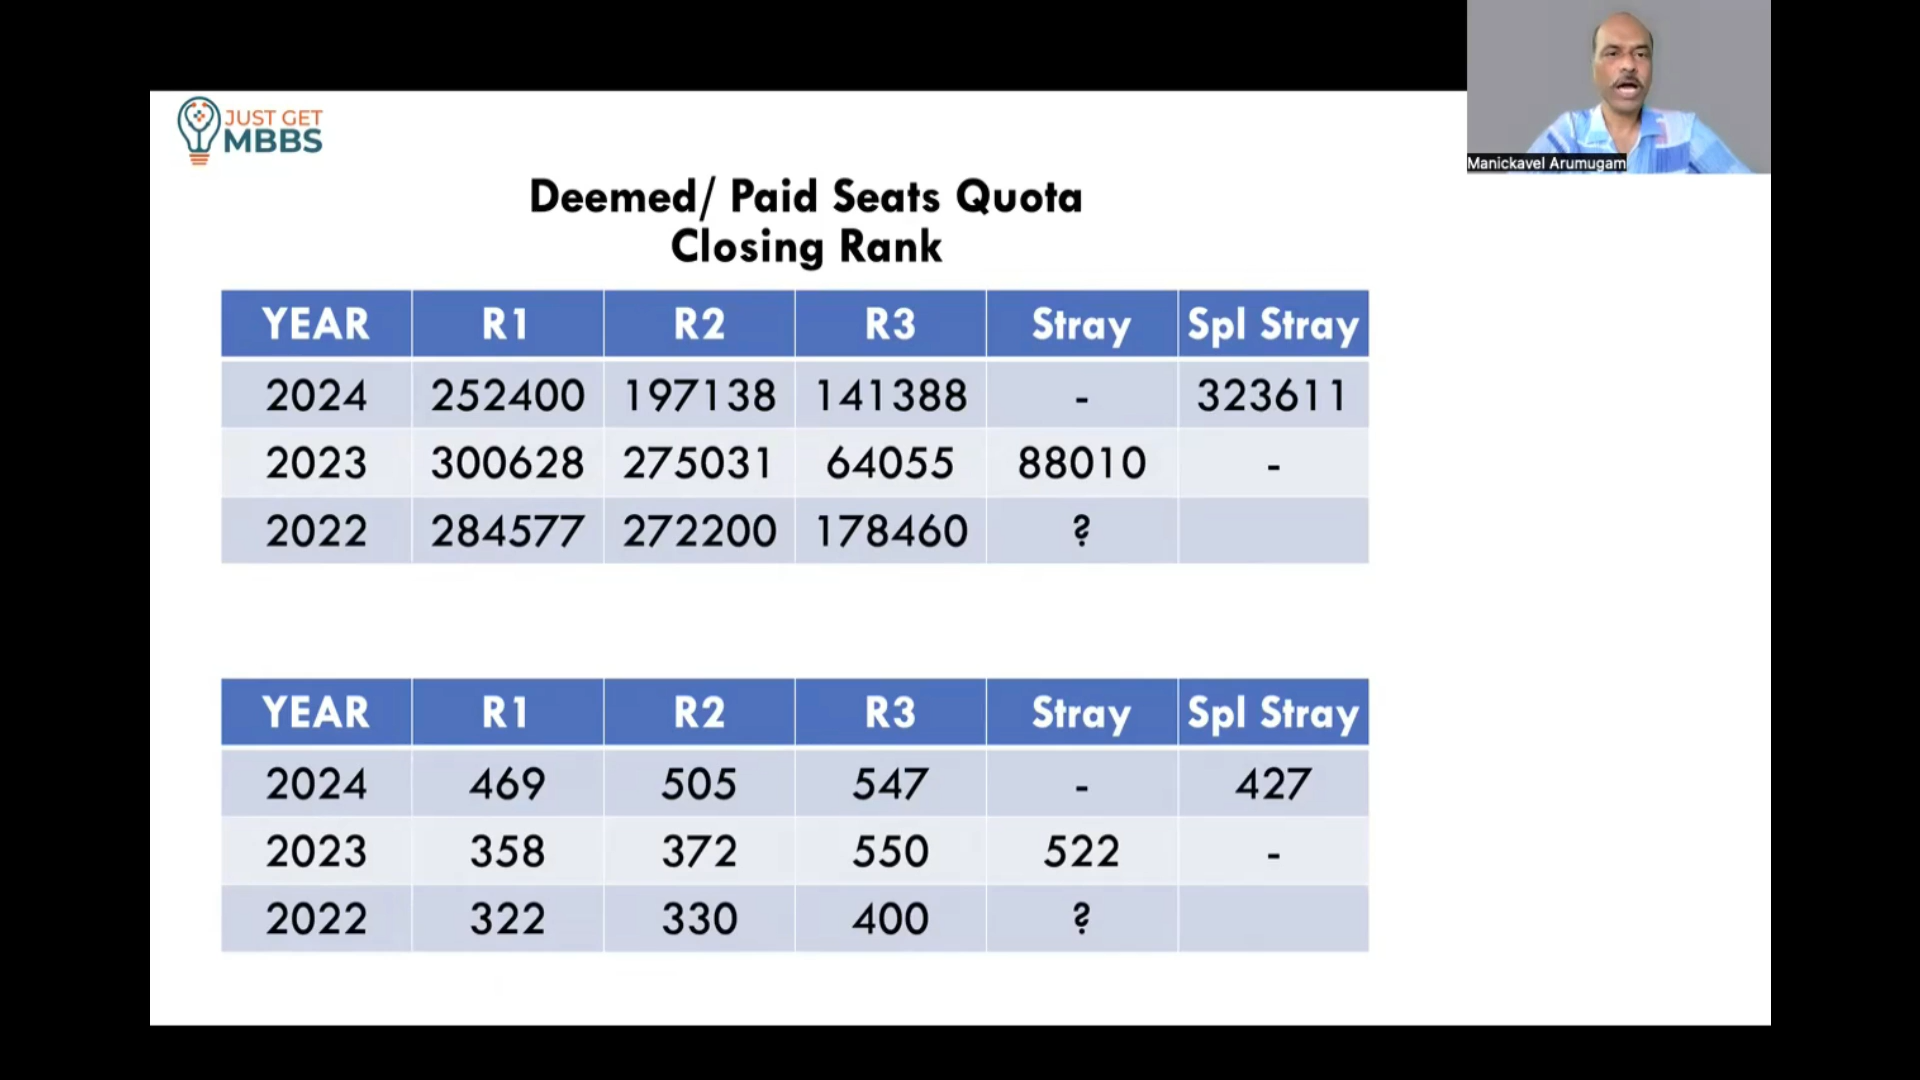 JUST GET
MBBS
Manickavel Arumugam
Deemed/ Paid Seats Quota
Closing Rank
YEAR R1 R2 R3 Stray Spl Stray
2024 252400 197138 141388 - 323611
2023 300628 275031 64055 88010 -
2022 284577 272200 178460 ?
YEAR R1 R2 R3 Stray Spl Stray
2024 469 505 547 - 427
2023 358 372 550 522 -
2022 322 330 400 ?